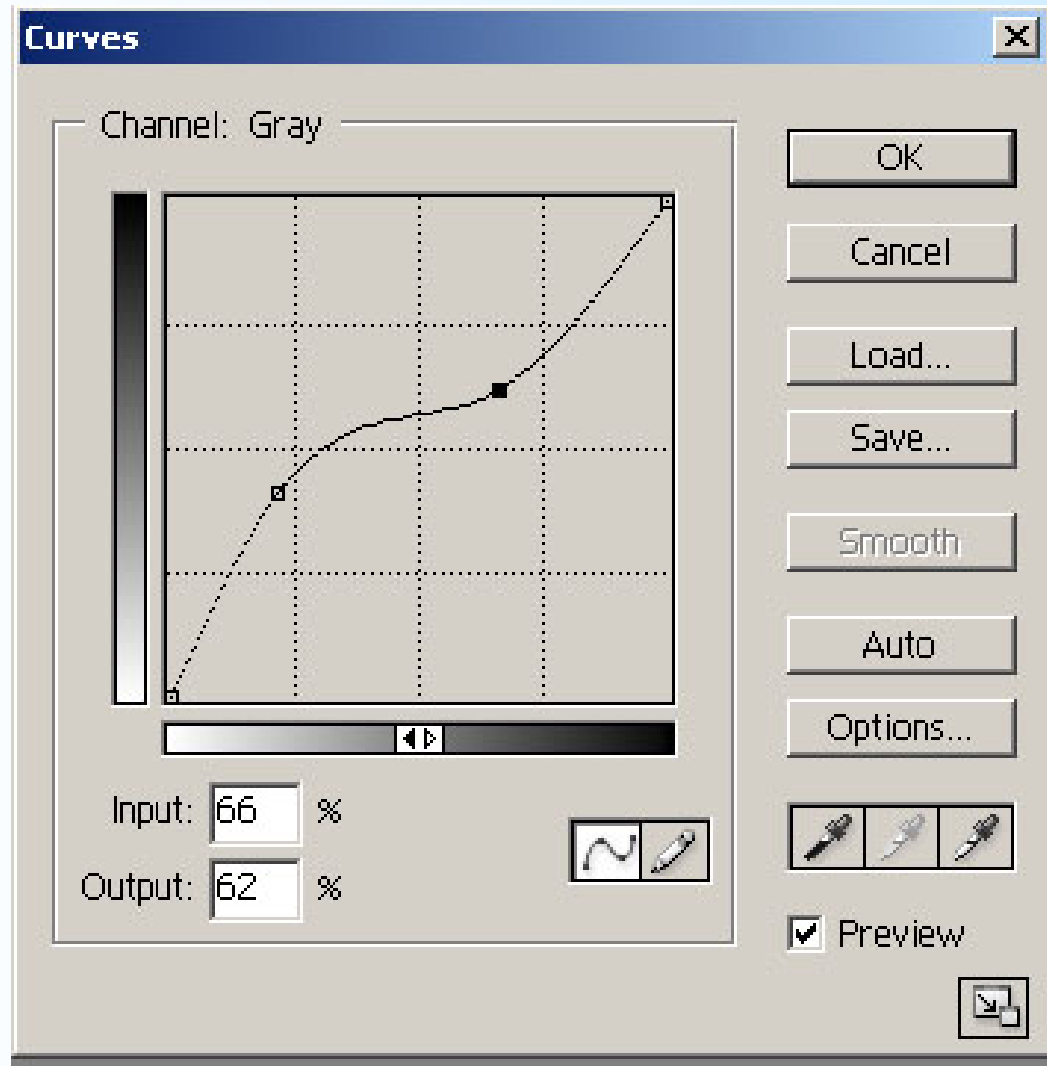 Curves
Channel: Gray
OK
Cancel
Load...
Save...
Smooth
Auto
Options...
Input: 66 %
Output: 62 %
Preview